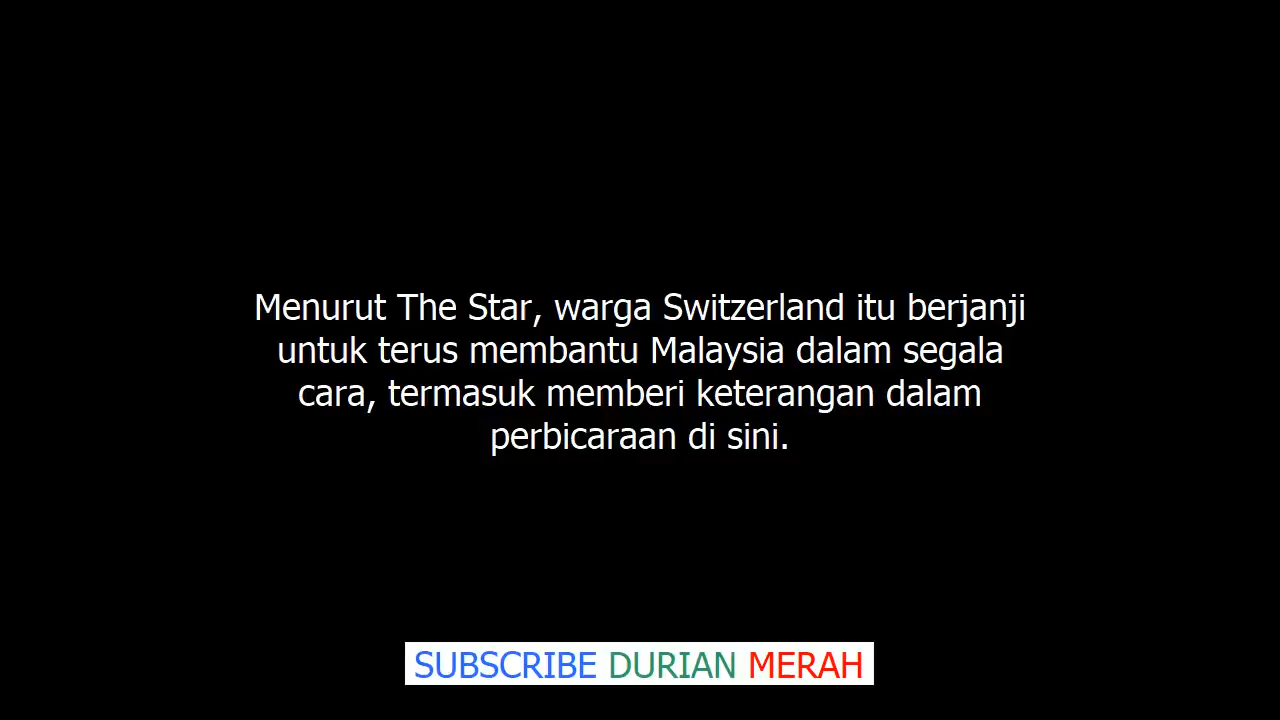 Menurut The Star, warga Switzerland itu berjanji
untuk terus membantu Malaysia dalam segala
cara, termasuk memberi keterangan dalam
perbicaraan di sini.
SUBSCRIBE DURIAN MERAH